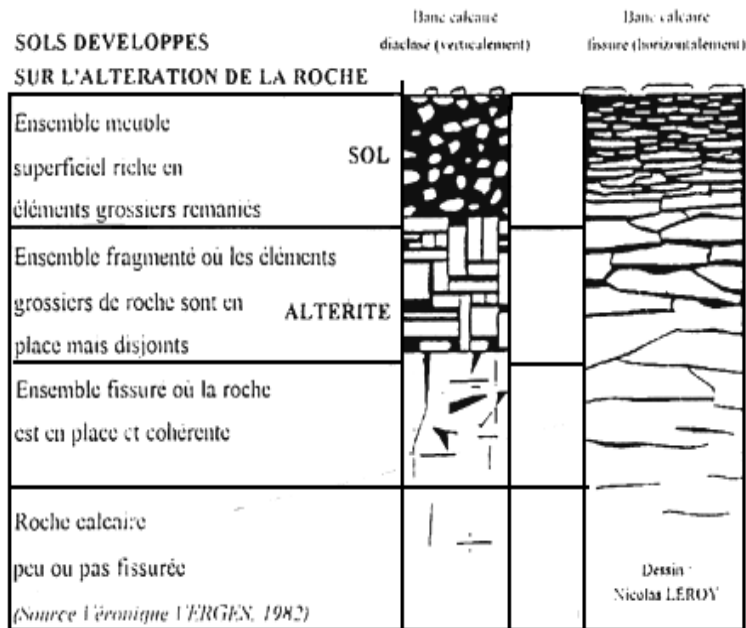 SOLS DEVELOPPES
SUR L'ALTERATION DE LA ROCHE
Banc calcaire
diaclasé (verticalement)
Banc calcaire
fissuré (horizontalement)
Ensemble meuble
superficiel riche en
éléments grossiers remaniés
SOL
Ensemble fragmenté où les éléments
grossiers de roche sont en
place mais disjoints
ALTERITE
Ensemble fissuré où la roche
est en place et cohérente
Roche calcaire
peu ou pas fissurée
(Source Véronique VERGES, 1982)
Dessin :
Nicolas LEROY